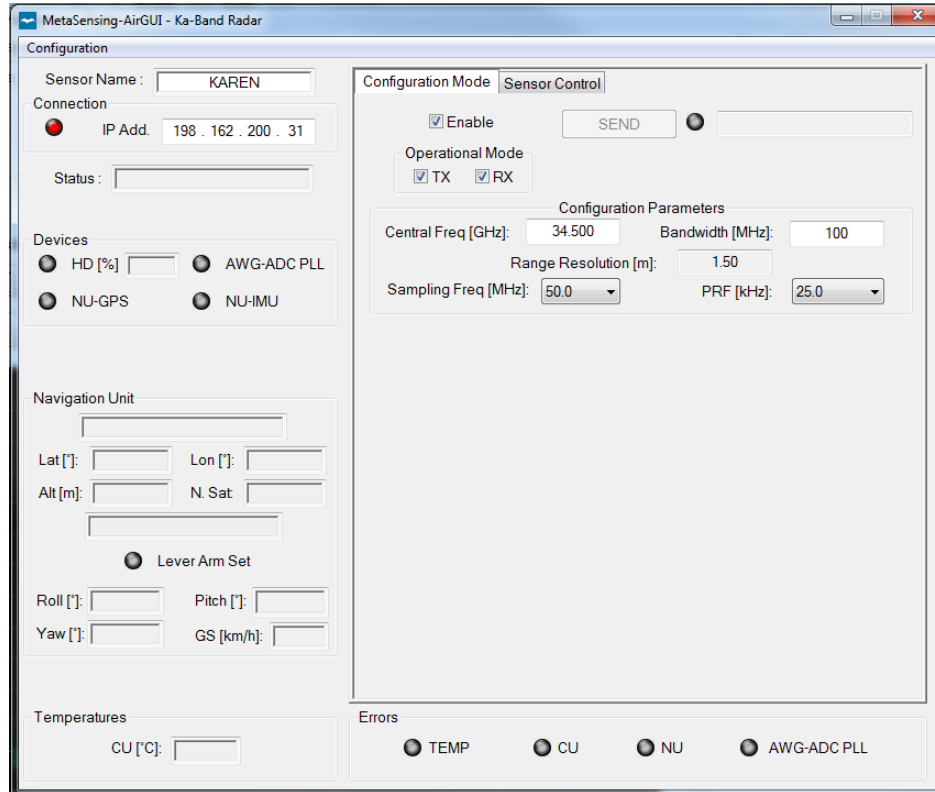 MetaSensing-AirGUI - Ka-Band Radar
Configuration
Sensor Name : KAREN
Connection
IP Add. 198 . 162 . 200 . 31
Status :
Devices
HD [%] AWG-ADC PLL
NU-GPS NU-IMU
Navigation Unit
Lat [°]: Lon [°]:
Alt [m]: N. Sat:
Lever Arm Set
Roll [°]: Pitch [°]:
Yaw [°]: GS [km/h]:
Temperatures
CU [°C]:
Configuration Mode Sensor Control
Enable SEND
Operational Mode
TX RX
Configuration Parameters
Central Freq [GHz]: 34.500 Bandwidth [MHz]: 100
Range Resolution [m]: 1.50
Sampling Freq [MHz]: 50.0 PRF [kHz]: 25.0
Errors
TEMP CU NU AWG-ADC PLL